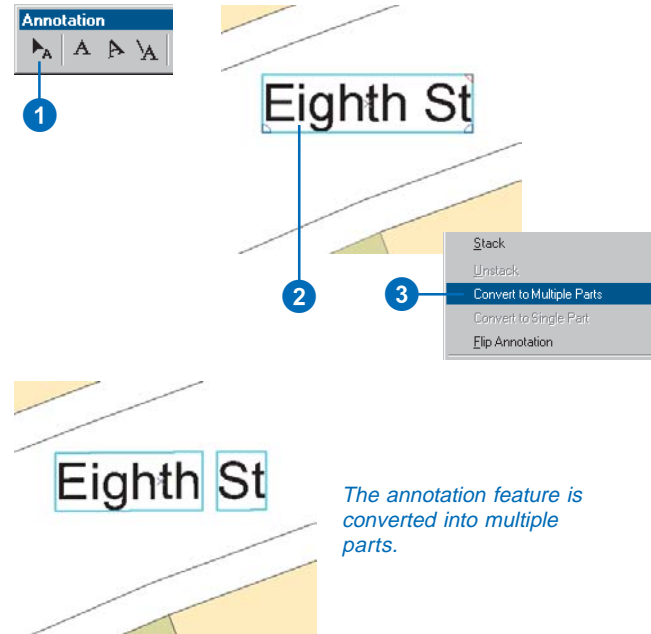 Annotation
A A A A
1
Eighth St
2
Stack
Unstack
3
Convert to Multiple Parts
Convert to Single Part
Flip Annotation
Eighth St
The annotation feature is
converted into multiple
parts.